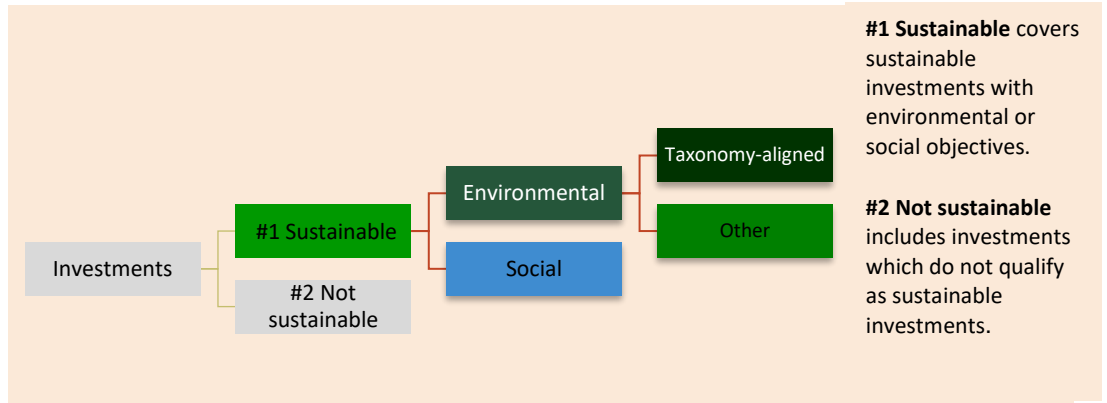 #1 Sustainable covers
sustainable
investments with
environmental or
social objectives.
#2 Not sustainable
includes investments
which do not qualify
as sustainable
investments.
Investments
#1 Sustainable
#2 Not
sustainable
Environmental
Social
Taxonomy-aligned
Other